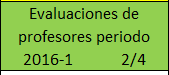 Evaluaciones de
profesores periodo
2016-1 2/4